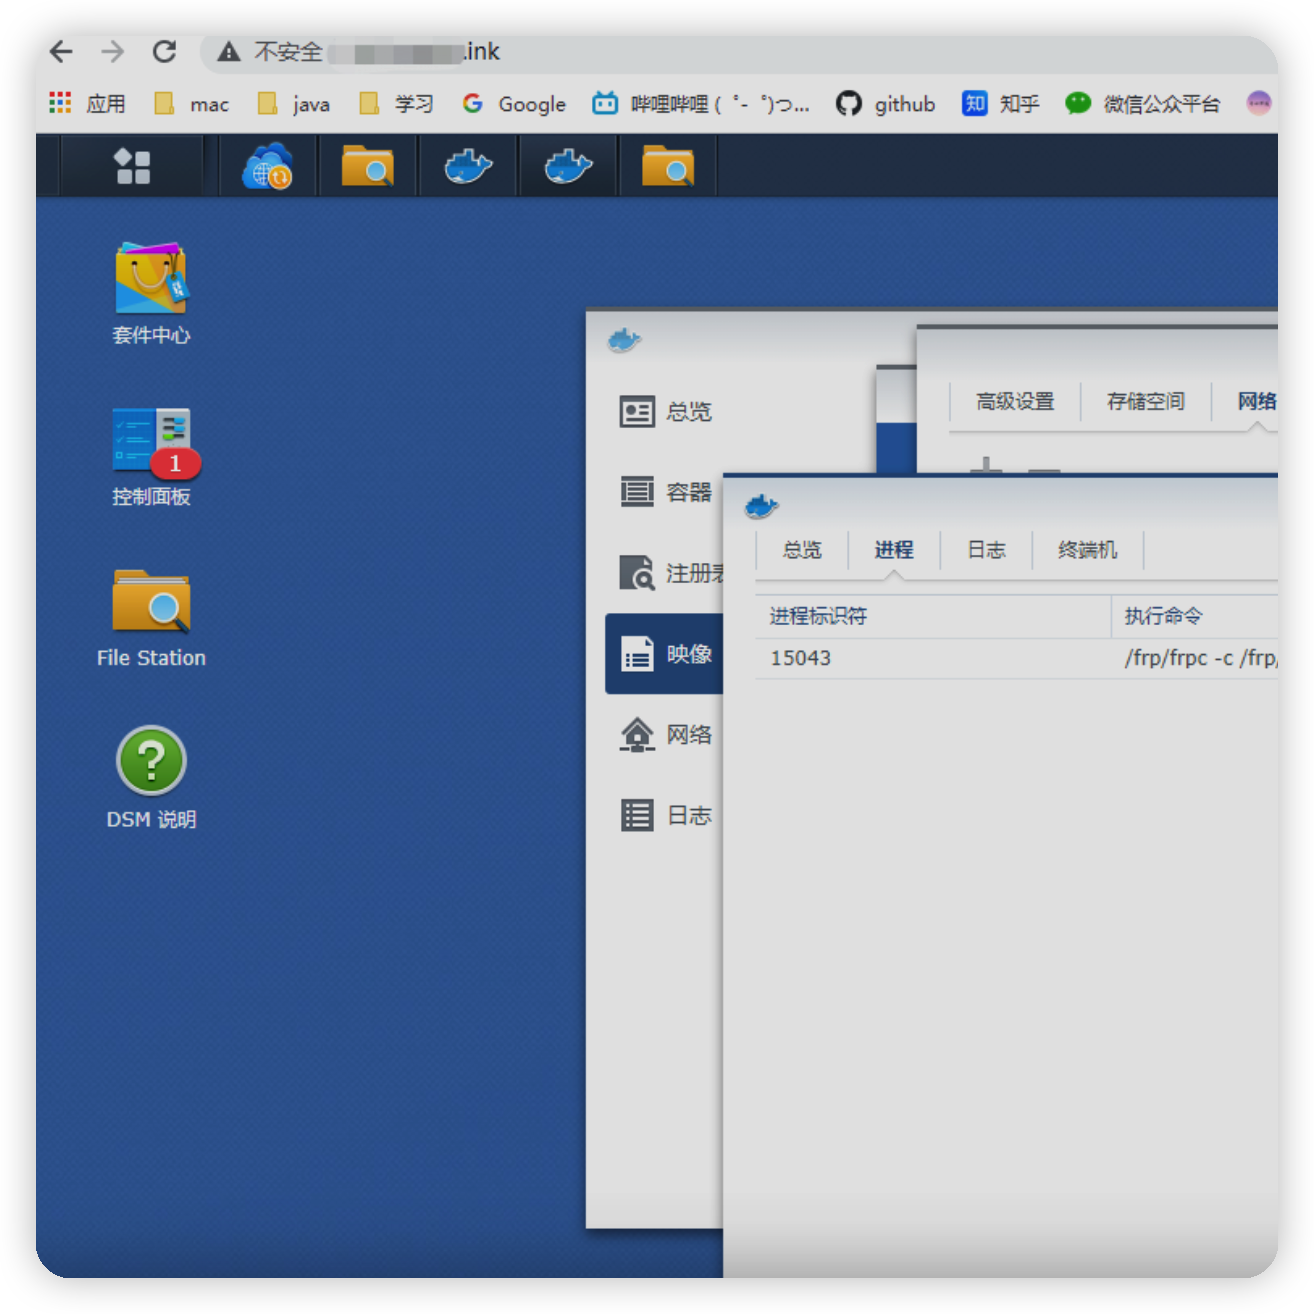 不安全 .ink
应用 mac java 学习 Google 哔哩哔哩 ( ゜- ゜)つ... github 知 知乎 微信公众平台
套件中心
1
控制面板
File Station
DSM 说明
总览
容器
注册表
映像
网络
日志
高级设置 存储空间 网络
总览 进程 日志 终端机
进程标识符 执行命令
15043 /frp/frpc -c /frp/